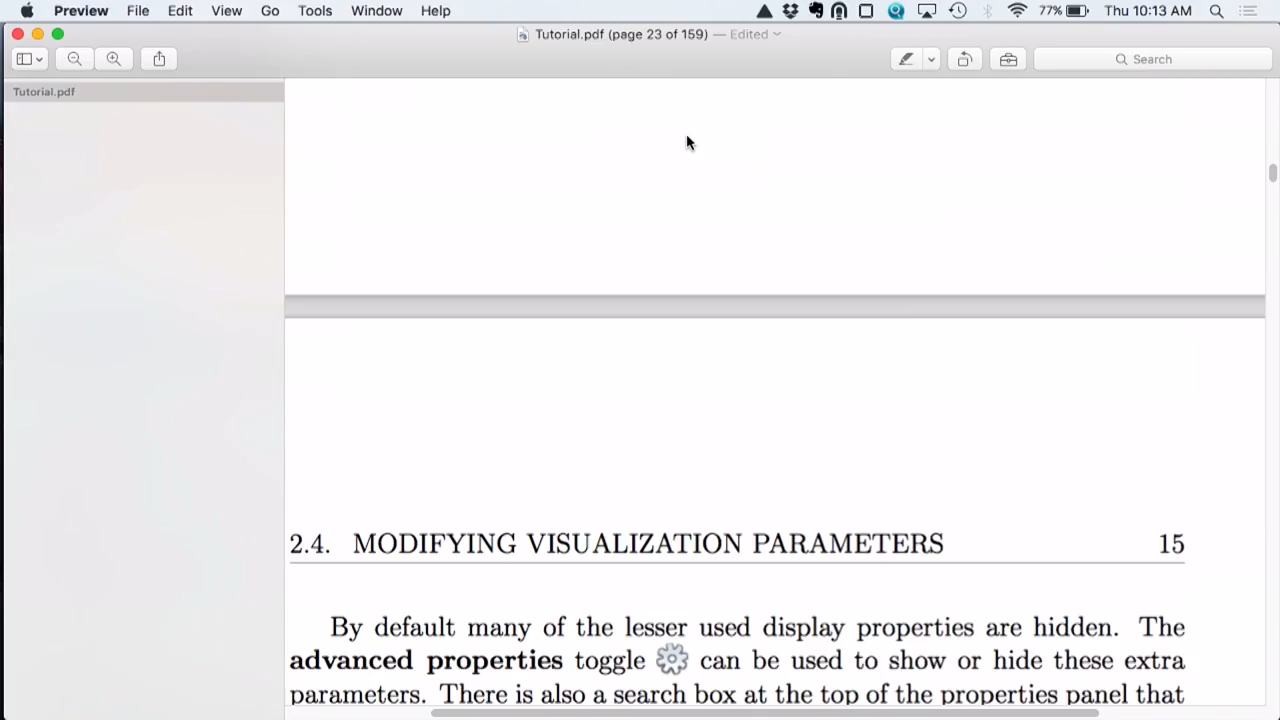 Preview File Edit View Go Tools Window Help 77% Thu 10:13 AM
Tutorial.pdf (page 23 of 159) — Edited
Search
Tutorial.pdf
2.4. MODIFYING VISUALIZATION PARAMETERS 15
By default many of the lesser used display properties are hidden. The
advanced properties toggle can be used to show or hide these extra
parameters. There is also a search box at the top of the properties panel that